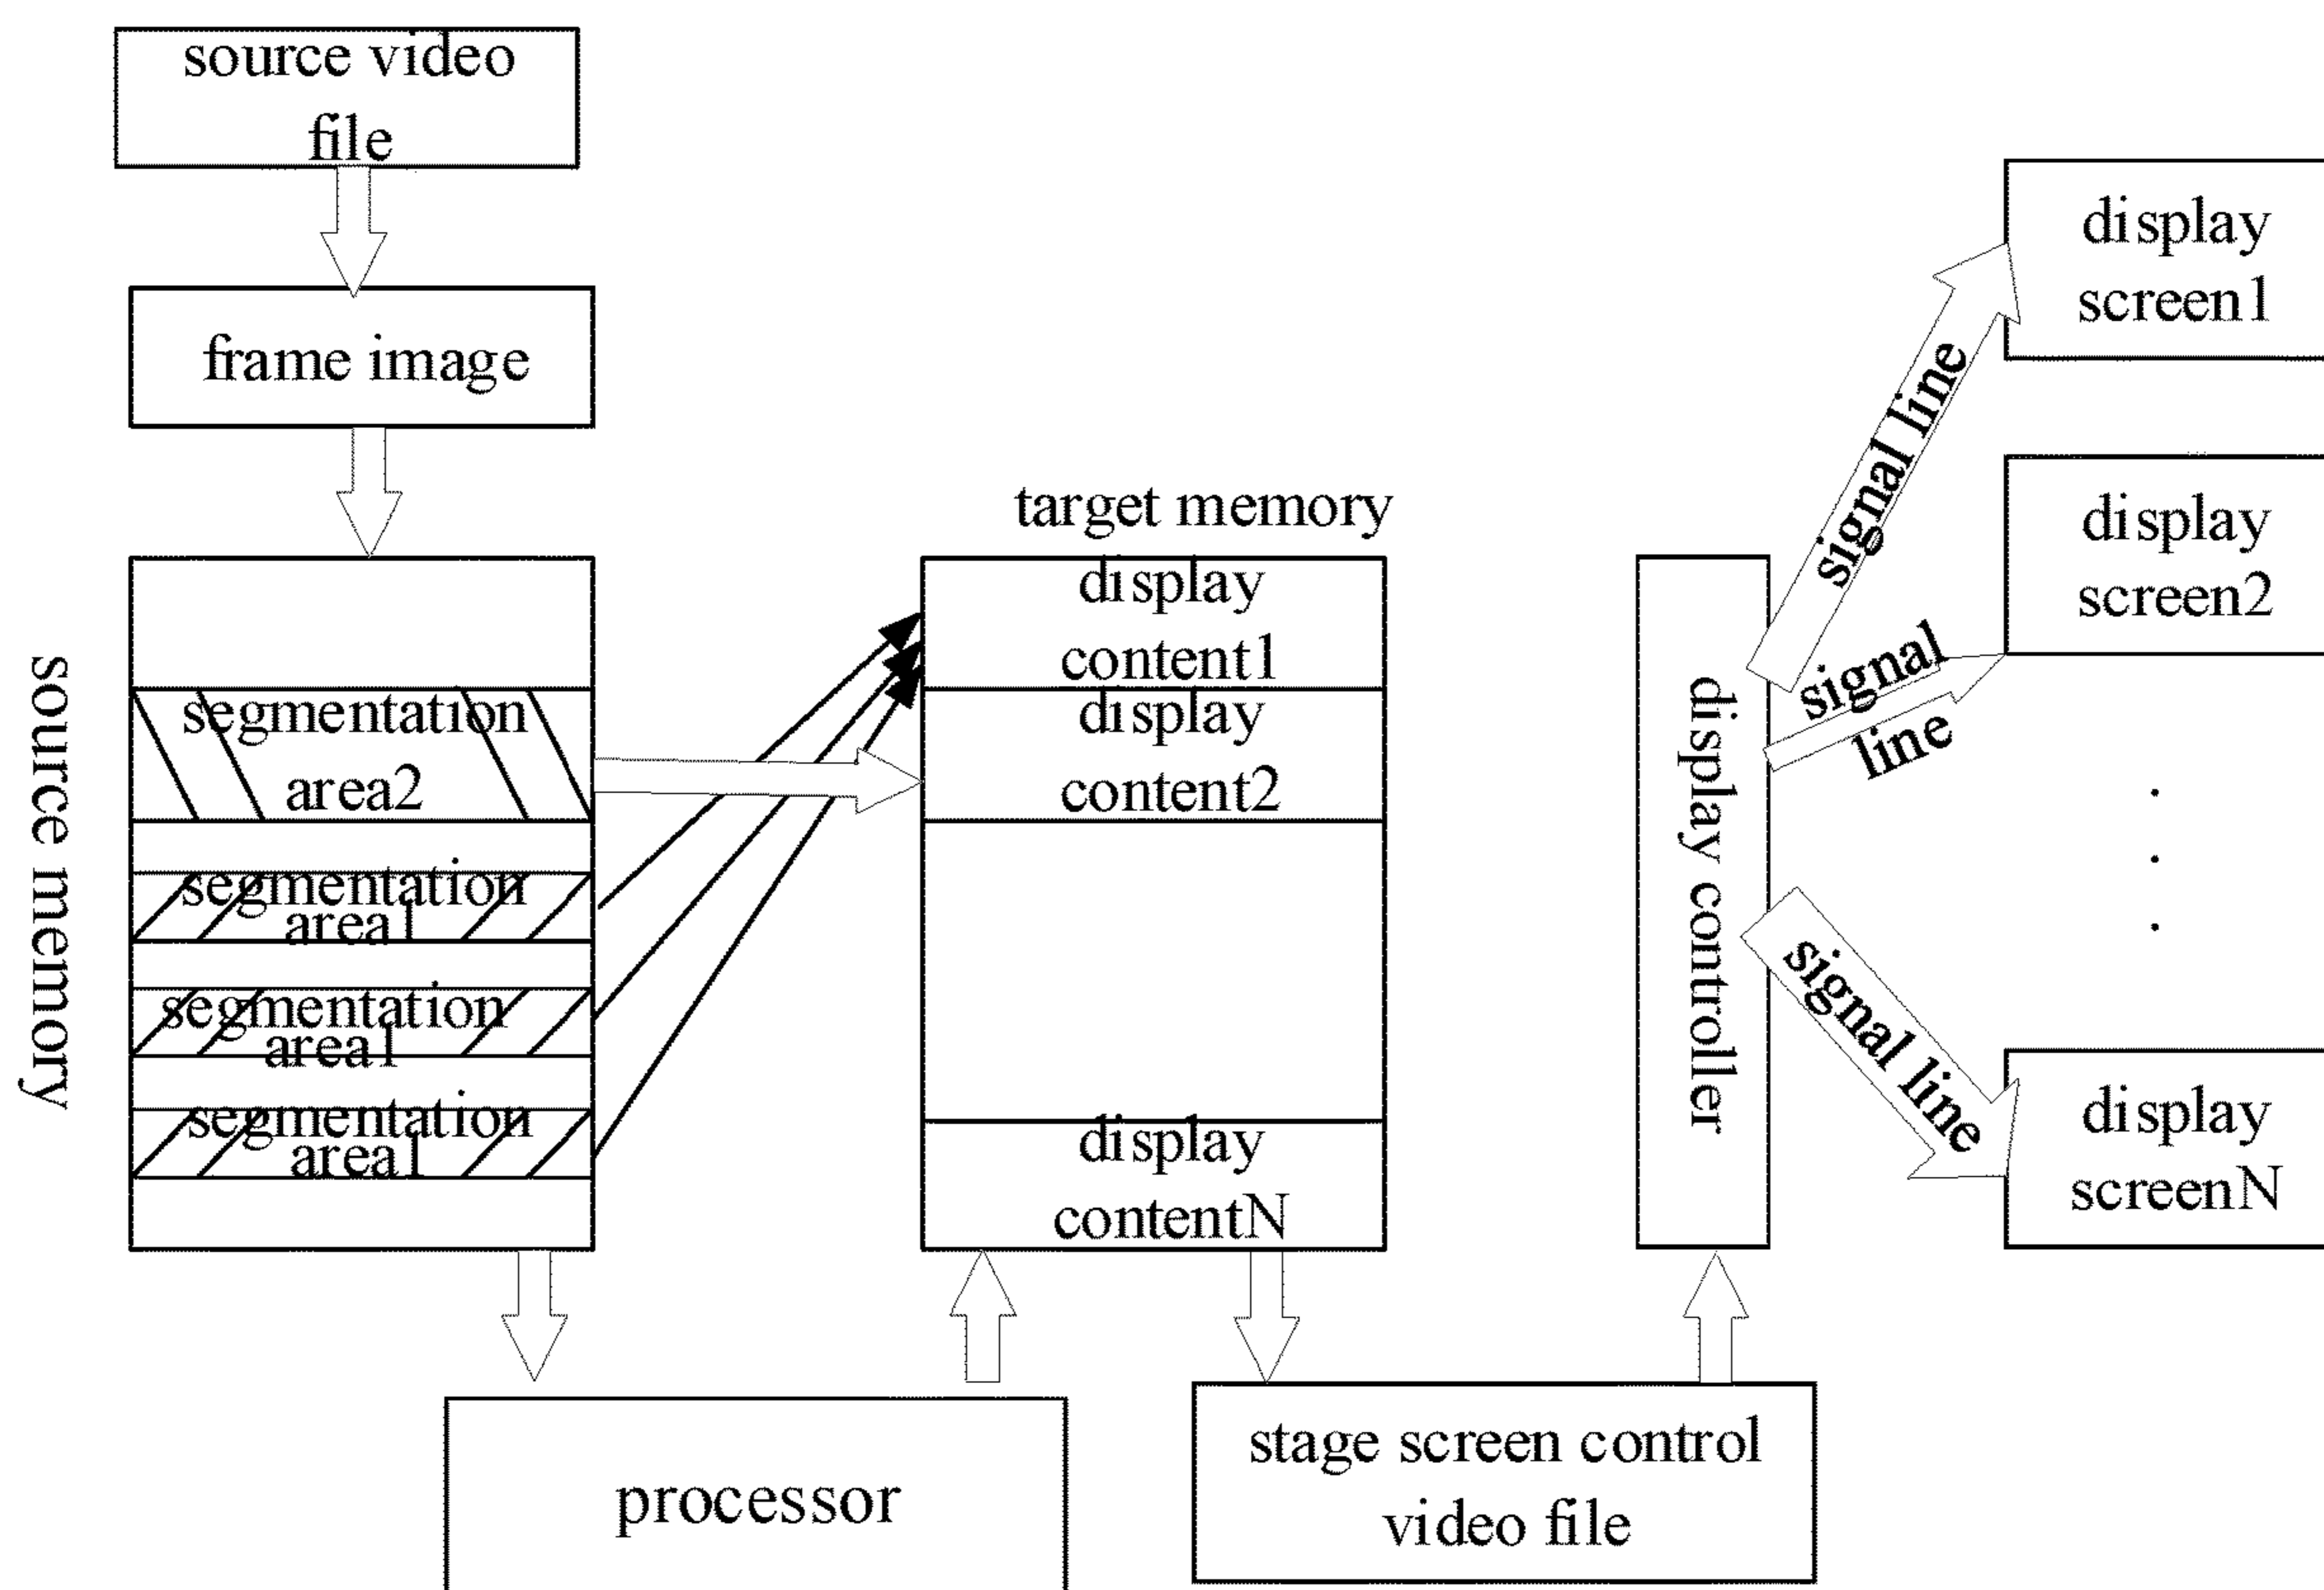 source video
file
frame image
source memory
segmentation
area2
segmentation
area1
segmentation
area1
segmentation
area1
target memory
display
content1
display
content2
display
contentN
processor
stage screen control
video file
display controller
signal line
signal
line
signal line
display
screen1
display
screen2
.
.
.
display
screenN